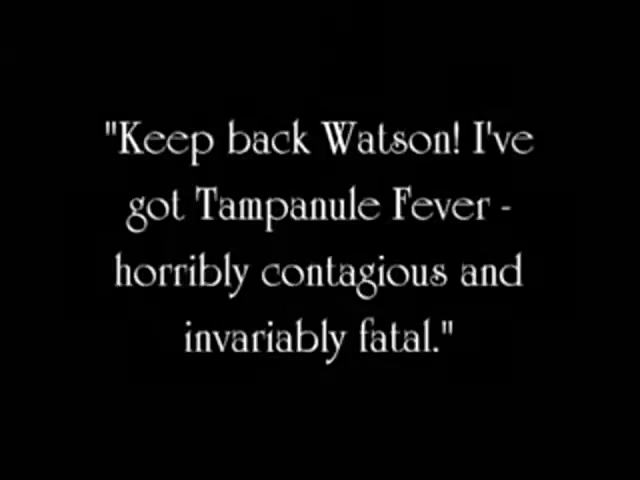 "Keep back Watson! I've
got Tampanule Fever -
horribly contagious and
invariably fatal."